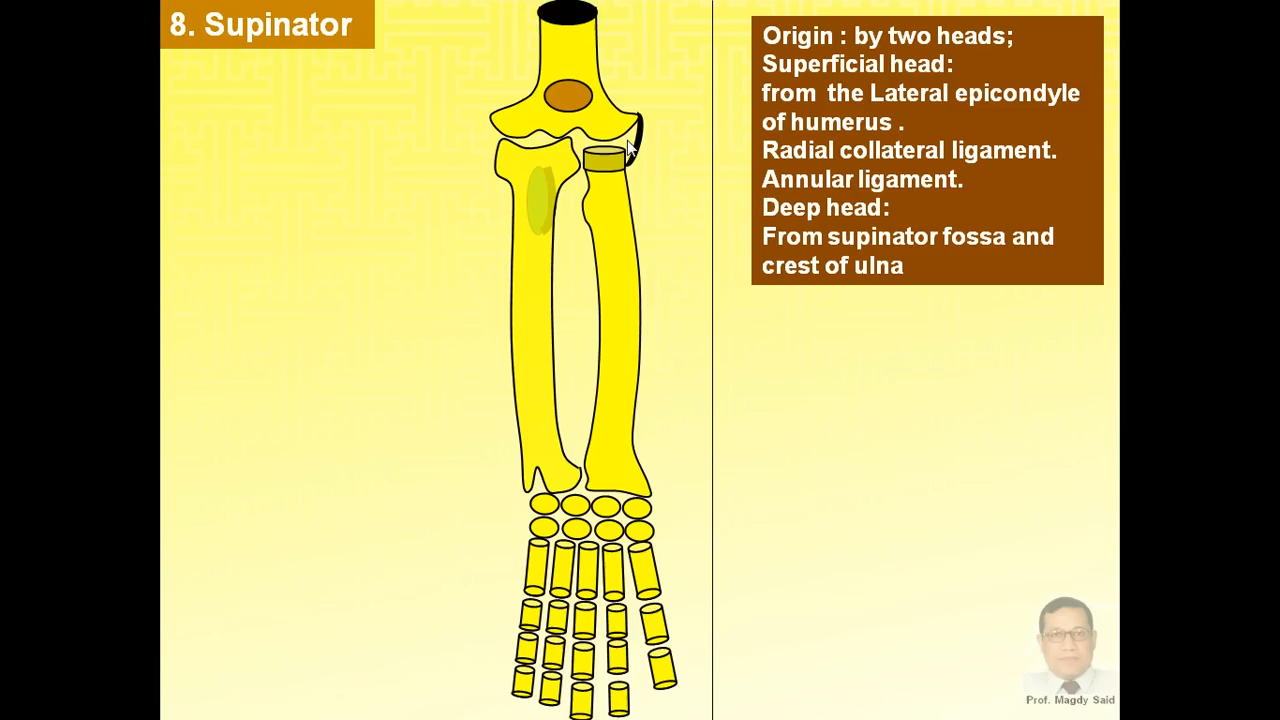 8. Supinator
Origin : by two heads;
Superficial head:
from the Lateral epicondyle
of humerus .
Radial collateral ligament.
Annular ligament.
Deep head:
From supinator fossa and
crest of ulna
Prof. Magdy Said